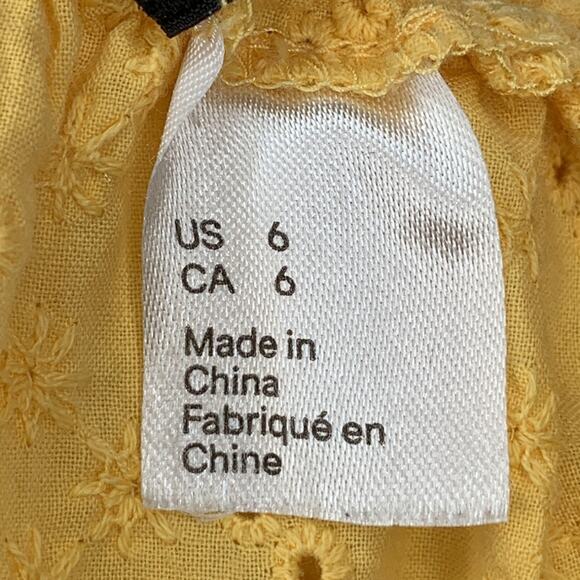 US 6
CA 6
Made in
China
Fabriqué en
Chine